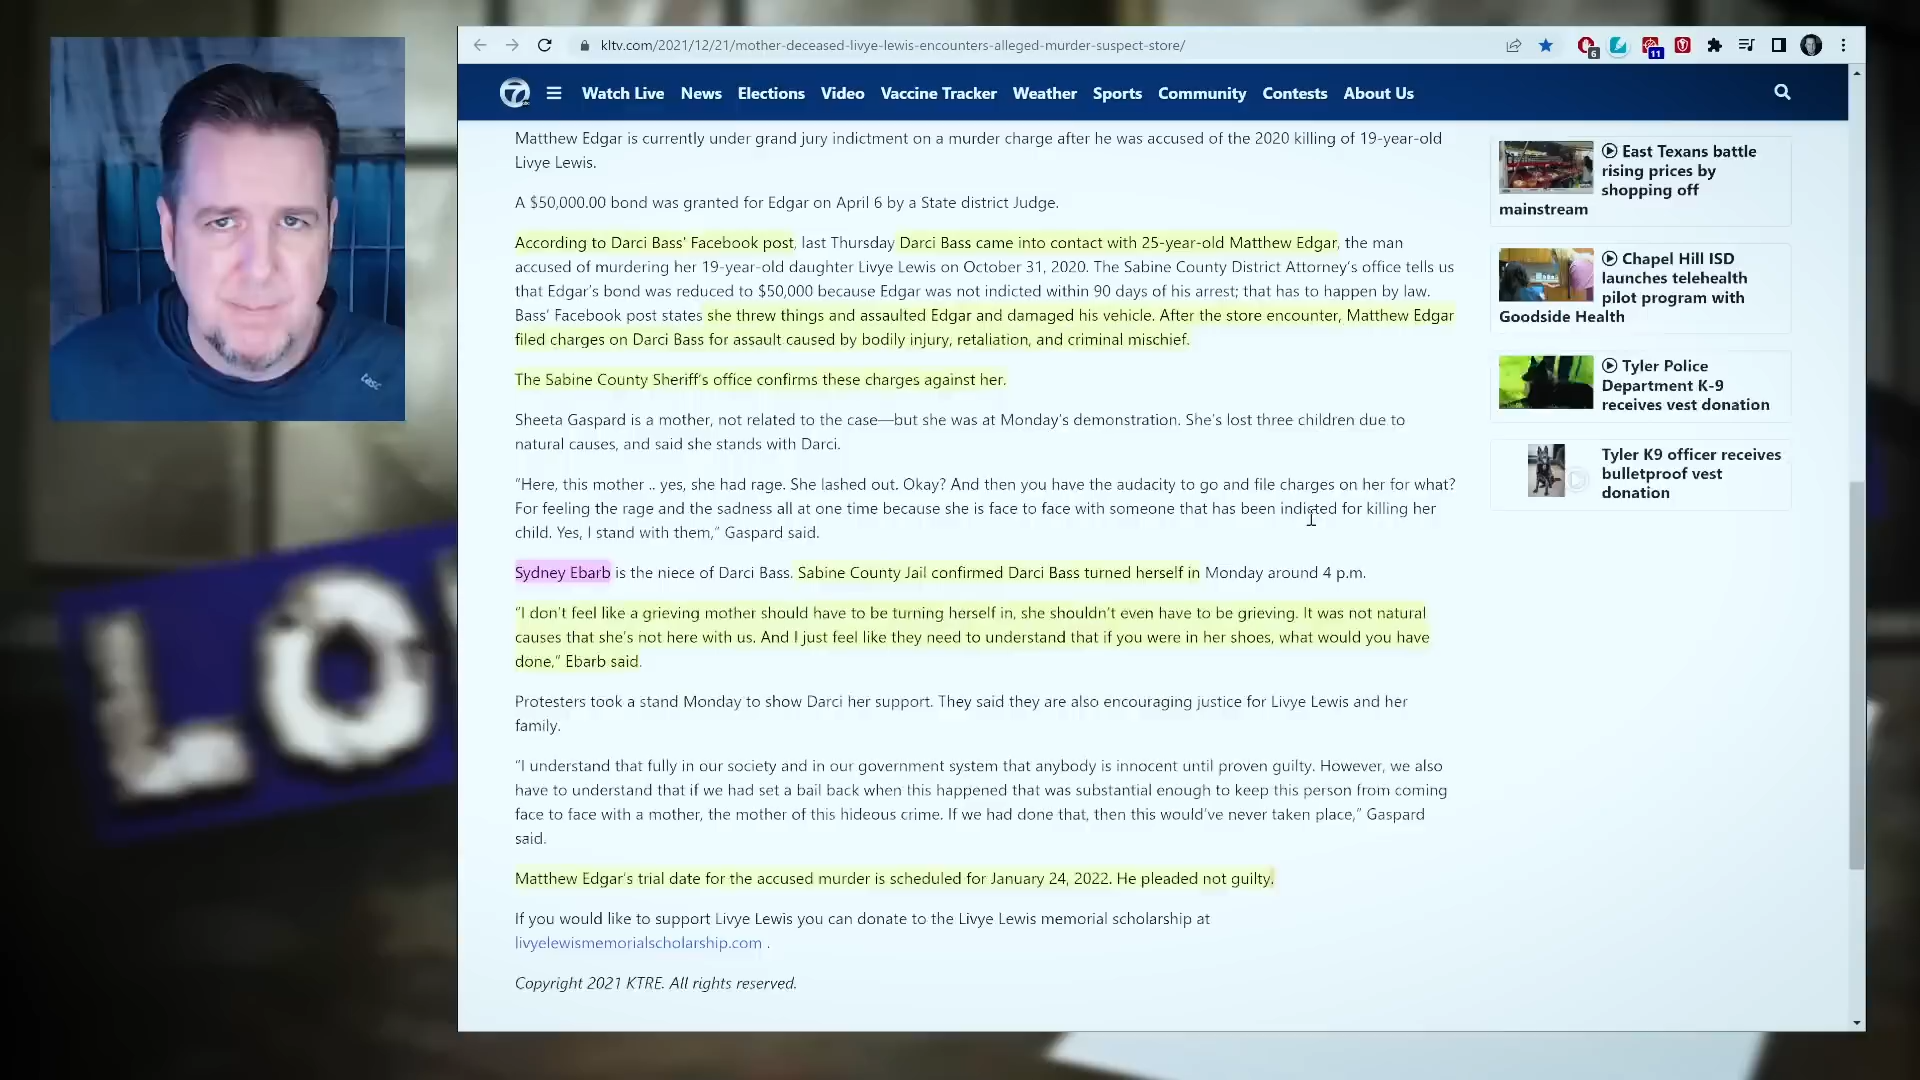 kltv.com/2021/12/21/mother-deceased-livye-lewis-encounters-alleged-murder-suspect-store/
6
11
7
Watch Live News Elections Video Vaccine Tracker Weather Sports Community Contests About Us
Matthew Edgar is currently under grand jury indictment on a murder charge after he was accused of the 2020 killing of 19-year-old
Livye Lewis.
A $50,000.00 bond was granted for Edgar on April 6 by a State district Judge.
According to Darci Bass' Facebook post, last Thursday Darci Bass came into contact with 25-year-old Matthew Edgar, the man
accused of murdering her 19-year-old daughter Livye Lewis on October 31, 2020. The Sabine County District Attorney's office tells us
that Edgar's bond was reduced to $50,000 because Edgar was not indicted within 90 days of his arrest; that has to happen by law.
Bass' Facebook post states she threw things and assaulted Edgar and damaged his vehicle. After the store encounter, Matthew Edgar
filed charges on Darci Bass for assault caused by bodily injury, retaliation, and criminal mischief.
The Sabine County Sheriff's office confirms these charges against her.
Sheeta Gaspard is a mother, not related to the case—but she was at Monday's demonstration. She's lost three children due to
natural causes, and said she stands with Darci.
“Here, this mother .. yes, she had rage. She lashed out. Okay? And then you have the audacity to go and file charges on her for what?
For feeling the rage and the sadness all at one time because she is face to face with someone that has been indicted for killing her
child. Yes, I stand with them,” Gaspard said.
Sydney Ebarb is the niece of Darci Bass. Sabine County Jail confirmed Darci Bass turned herself in Monday around 4 p.m.
“I don't feel like a grieving mother should have to be turning herself in, she shouldn't even have to be grieving. It was not natural
causes that she's not here with us. And I just feel like they need to understand that if you were in her shoes, what would you have
done,” Ebarb said.
Protesters took a stand Monday to show Darci her support. They said they are also encouraging justice for Livye Lewis and her
family.
“I understand that fully in our society and in our government system that anybody is innocent until proven guilty. However, we also
have to understand that if we had set a bail back when this happened that was substantial enough to keep this person from coming
face to face with a mother, the mother of this hideous crime. If we had done that, then this would've never taken place,” Gaspard
said.
Matthew Edgar's trial date for the accused murder is scheduled for January 24, 2022. He pleaded not guilty.
If you would like to support Livye Lewis you can donate to the Livye Lewis memorial scholarship at
livyelewismemorialscholarship.com .
Copyright 2021 KTRE. All rights reserved.
East Texans battle
rising prices by
shopping off
mainstream
Chapel Hill ISD
launches telehealth
pilot program with
Goodside Health
Tyler Police
Department K-9
receives vest donation
Tyler K9 officer receives
bulletproof vest
donation
tasc
LO